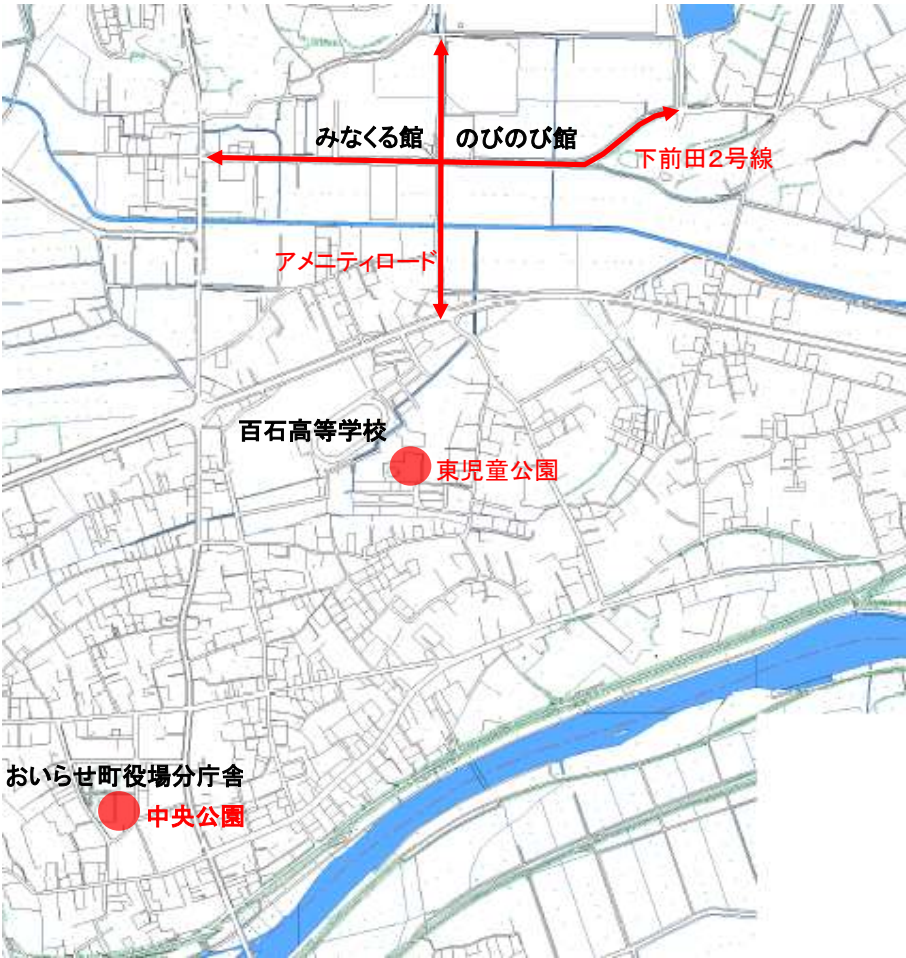 みなくる館
のびのび館
下前田2号線
アメニティロード
百石高等学校
東児童公園
おいらせ町役場分庁舎
中央公園